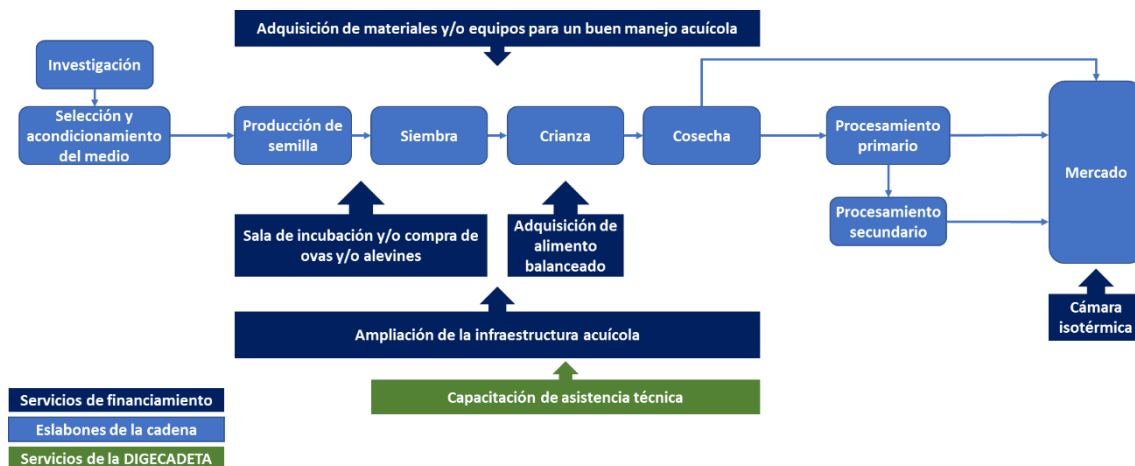 Adquisición de materiales y/o equipos para un buen manejo acuícola
Investigación
Selección y
acondicionamiento
del medio
Producción de
semilla
Siembra
Crianza
Cosecha
Procesamiento
primario
Mercado
Procesamiento
secundario
Sala de incubación y/o compra de
ovas y/o alevines
Adquisición de
alimento
balanceado
Cámara
isotérmica
Ampliación de la infraestructura acuícola
Capacitación de asistencia técnica
Servicios de financiamiento
Eslabones de la cadena
Servicios de la DIGECADETA